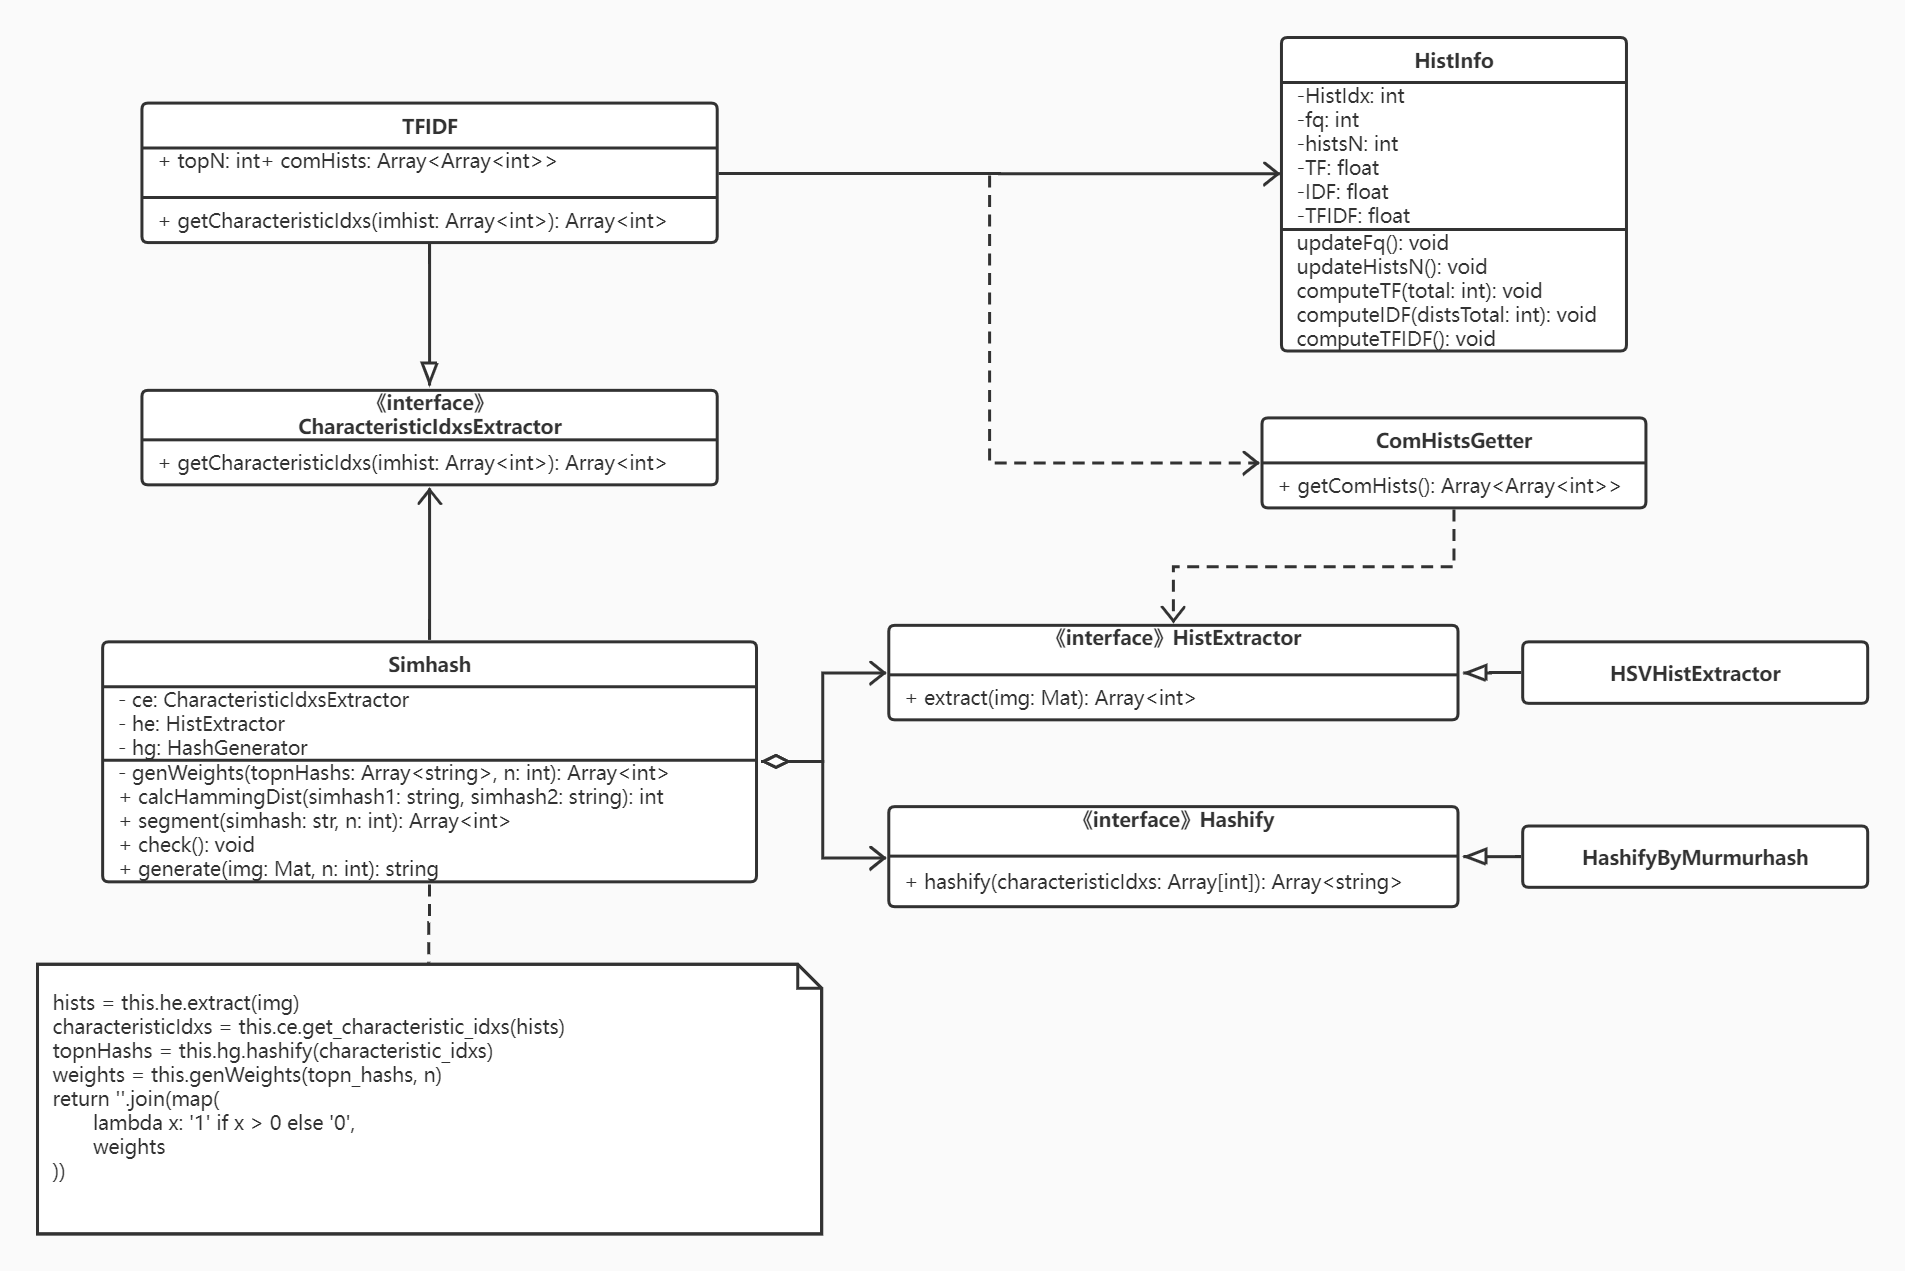 TFIDF
+ topN: int+ comHists: Array<Array<int>>
+ getCharacteristicIdxs(imhist: Array<int>): Array<int>
HistInfo
-HistIdx: int
-fq: int
-histsN: int
-TF: float
-IDF: float
-TFIDF: float
updateFq(): void
updateHistsN(): void
computeTF(total: int): void
computeIDF(distsTotal: int): void
computeTFIDF(): void
《interface》
CharacteristicIdxsExtractor
+ getCharacteristicIdxs(imhist: Array<int>): Array<int>
ComHistsGetter
+ getComHists(): Array<Array<int>>
Simhash
- ce: CharacteristicIdxsExtractor
- he: HistExtractor
- hg: HashGenerator
- genWeights(topnHashs: Array<string>, n: int): Array<int>
+ calcHammingDist(simhash1: string, simhash2: string): int
+ segment(simhash: str, n: int): Array<int>
+ check(): void
+ generate(img: Mat, n: int): string
《interface》HistExtractor
+ extract(img: Mat): Array<int>
HSVHistExtractor
《interface》Hashify
+ hashify(characteristicIdxs: Array[int]): Array<string>
HashifyByMurmurhash
hists = this.he.extract(img)
characteristicIdxs = this.ce.get_characteristic_idxs(hists)
topnHashs = this.hg.hashify(characteristic_idxs)
weights = this.genWeights(topn_hashs, n)
return ''.join(map(
lambda x: '1' if x > 0 else '0',
weights
))